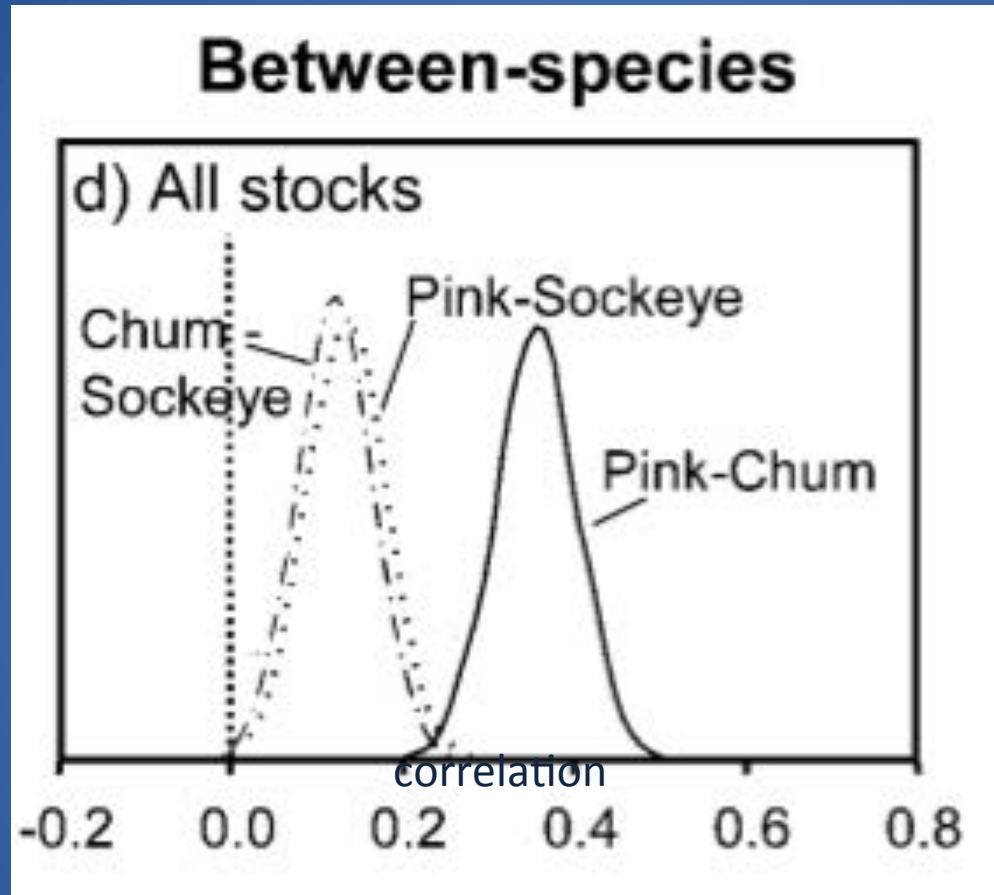 Between-species
d) All stocks
Pink-Sockeye
Chum -
Sockeye
Pink-Chum
correlation
-0.2 0.0 0.2 0.4 0.6 0.8